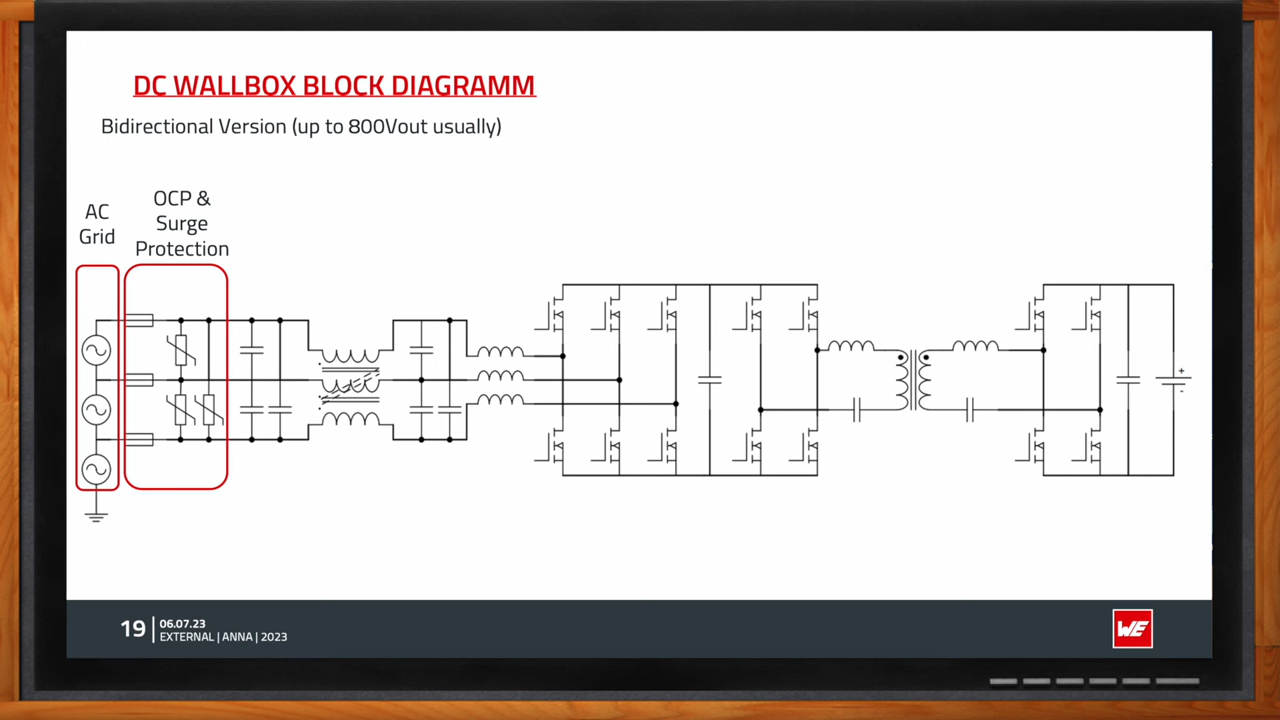 DC WALLBOX BLOCK DIAGRAMM
Bidirectional Version (up to 800Vout usually)
AC
Grid
OCP &
Surge
Protection
+
-
19
06.07.23
EXTERNAL | ANNA | 2023
WE